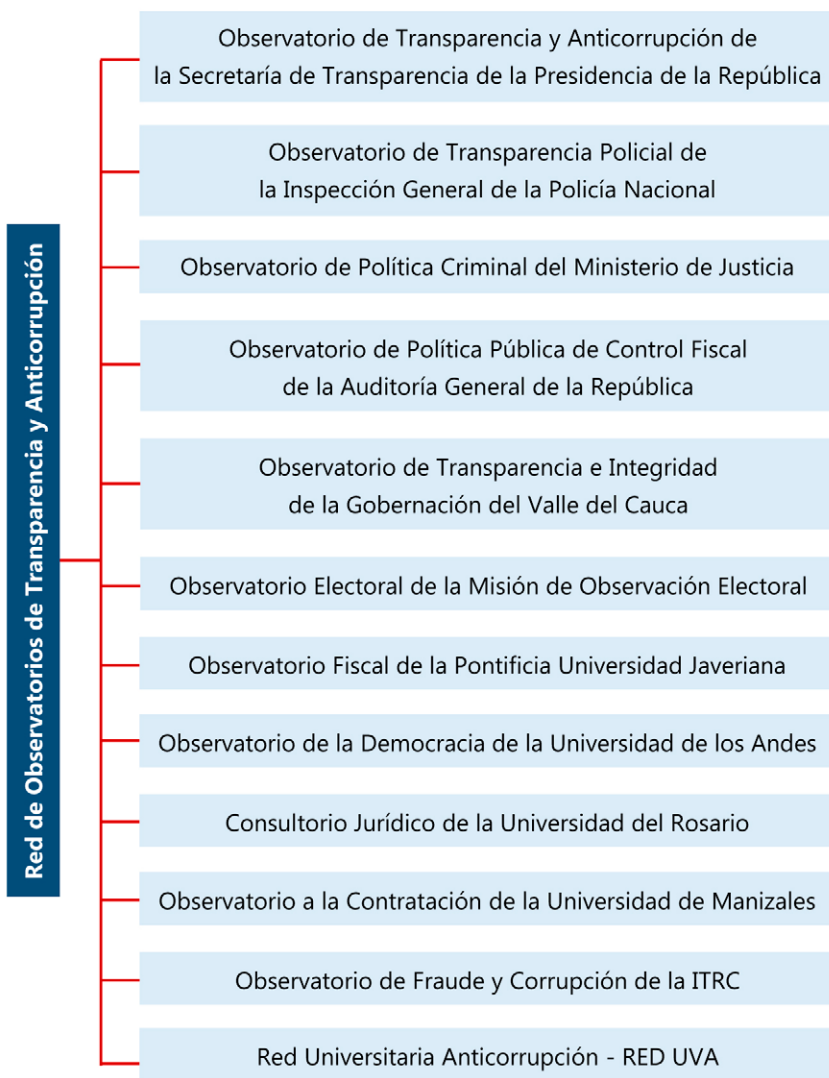 Red de Observatorios de Transparencia y Anticorrupción
Observatorio de Transparencia y Anticorrupción de
la Secretaría de Transparencia de la Presidencia de la República
Observatorio de Transparencia Policial de
la Inspección General de la Policía Nacional
Observatorio de Política Criminal del Ministerio de Justicia
Observatorio de Política Pública de Control Fiscal
de la Auditoría General de la República
Observatorio de Transparencia e Integridad
de la Gobernación del Valle del Cauca
Observatorio Electoral de la Misión de Observación Electoral
Observatorio Fiscal de la Pontificia Universidad Javeriana
Observatorio de la Democracia de la Universidad de los Andes
Consultorio Jurídico de la Universidad del Rosario
Observatorio a la Contratación de la Universidad de Manizales
Observatorio de Fraude y Corrupción de la ITRC
Red Universitaria Anticorrupción - RED UVA